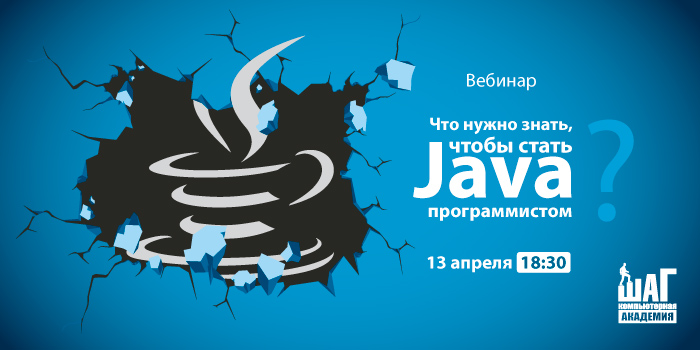 Вебинар
Что нужно знать,
чтобы стать
Java
программистом
?
13 апреля 18:30
ШАГ
компьютерная
АКАДЕМИЯ